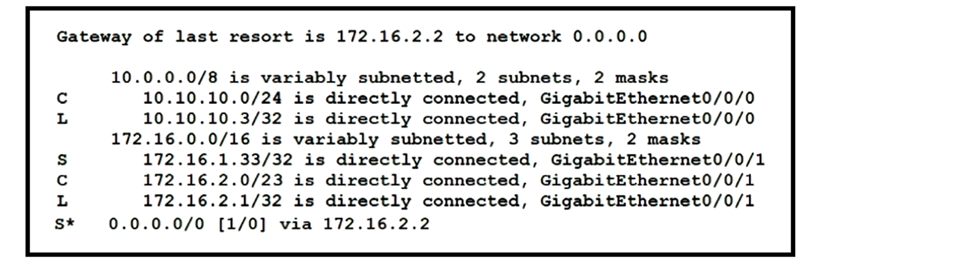 Gateway of last resort is 172.16.2.2 to network 0.0.0.0
10.0.0.0/8 is variably subnetted, 2 subnets, 2 masks
C 10.10.10.0/24 is directly connected, GigabitEthernet0/0/0
L 10.10.10.3/32 is directly connected, GigabitEthernet0/0/0
172.16.0.0/16 is variably subnetted, 3 subnets, 2 masks
S 172.16.1.33/32 is directly connected, GigabitEthernet0/0/1
C 172.16.2.0/23 is directly connected, GigabitEthernet0/0/1
L 172.16.2.1/32 is directly connected, GigabitEthernet0/0/1
S* 0.0.0.0/0 [1/0] via 172.16.2.2